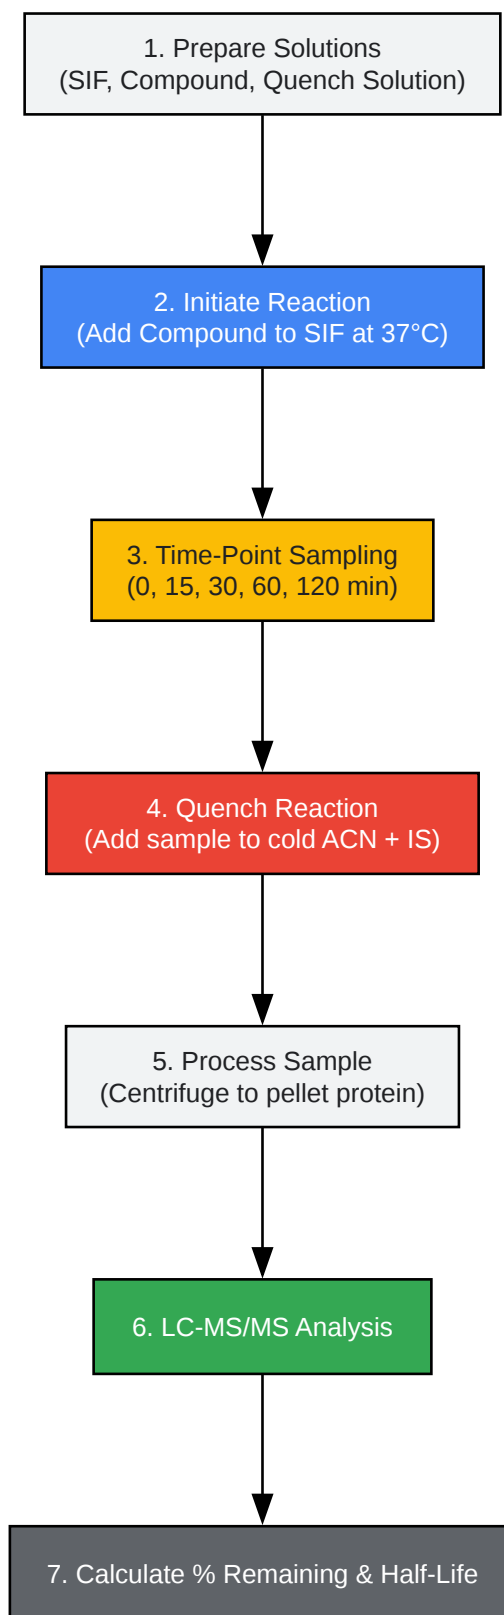 1. Prepare Solutions
(SIF, Compound, Quench Solution)
2. Initiate Reaction
(Add Compound to SIF at 37°C)
3. Time-Point Sampling
(0, 15, 30, 60, 120 min)
4. Quench Reaction
(Add sample to cold ACN + IS)
5. Process Sample
(Centrifuge to pellet protein)
6. LC-MS/MS Analysis
7. Calculate % Remaining & Half-Life